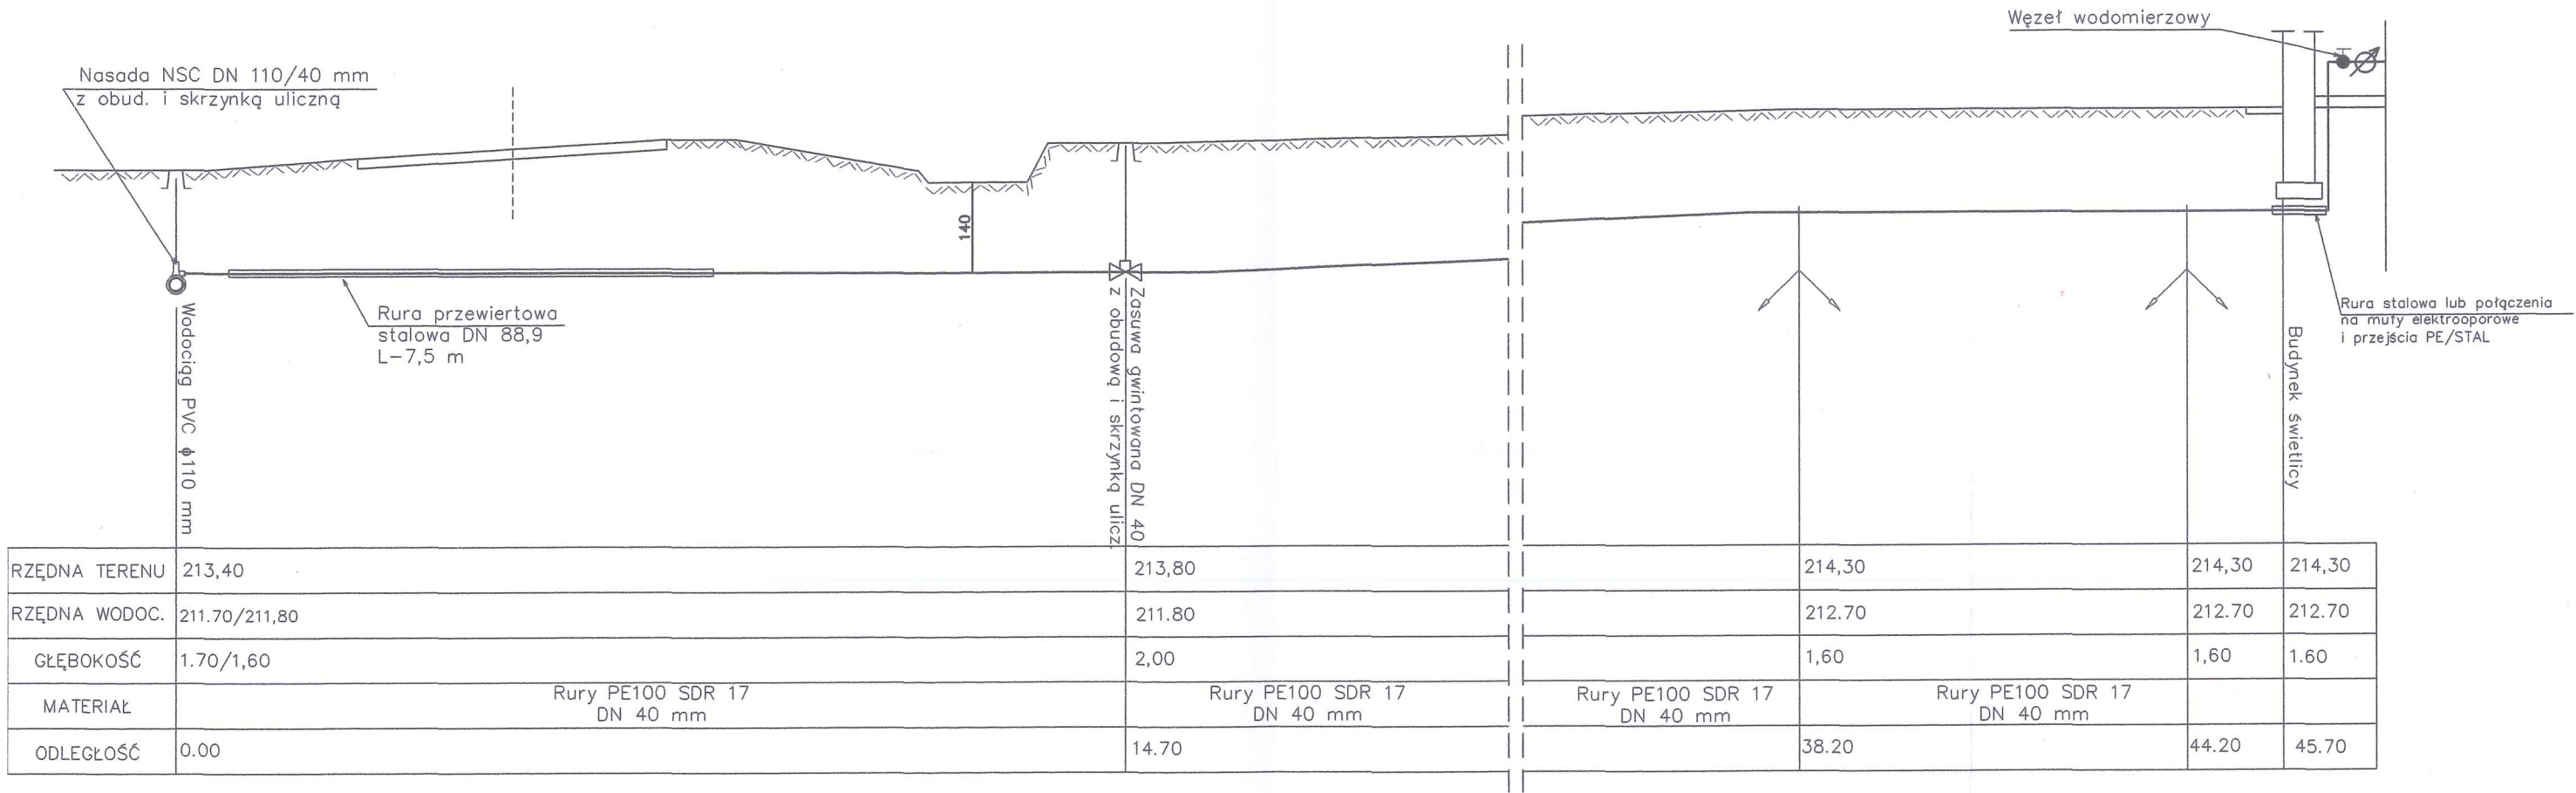 Węzeł wodomierzowy
Nasada NSC DN 110/40 mm
z obud. i skrzynką uliczną
140
Rura przewiertowa
stalowa DN 88,9
L-7,5 m
Wodociąg PVC ϕ110 mm
Zasuwa gwintowana DN 40
z obudową i skrzynką ulicz.
Rura stalowa lub połączenia
na mufy elektrooporowe
i przejścia PE/STAL
Budynek świetlicy
RZĘDNA TERENU 213,40 213,80 214,30 214,30 214,30
RZĘDNA WODOC. 211.70/211,80 211.80 212.70 212.70 212.70
GŁĘBOKOŚĆ 1.70/1,60 2,00 1,60 1,60 1.60
MATERIAŁ
Rury PE100 SDR 17
DN 40 mm
Rury PE100 SDR 17
DN 40 mm
Rury PE100 SDR 17
DN 40 mm
Rury PE100 SDR 17
DN 40 mm
ODLEGŁOŚĆ 0.00 14.70 38.20 44.20 45.70